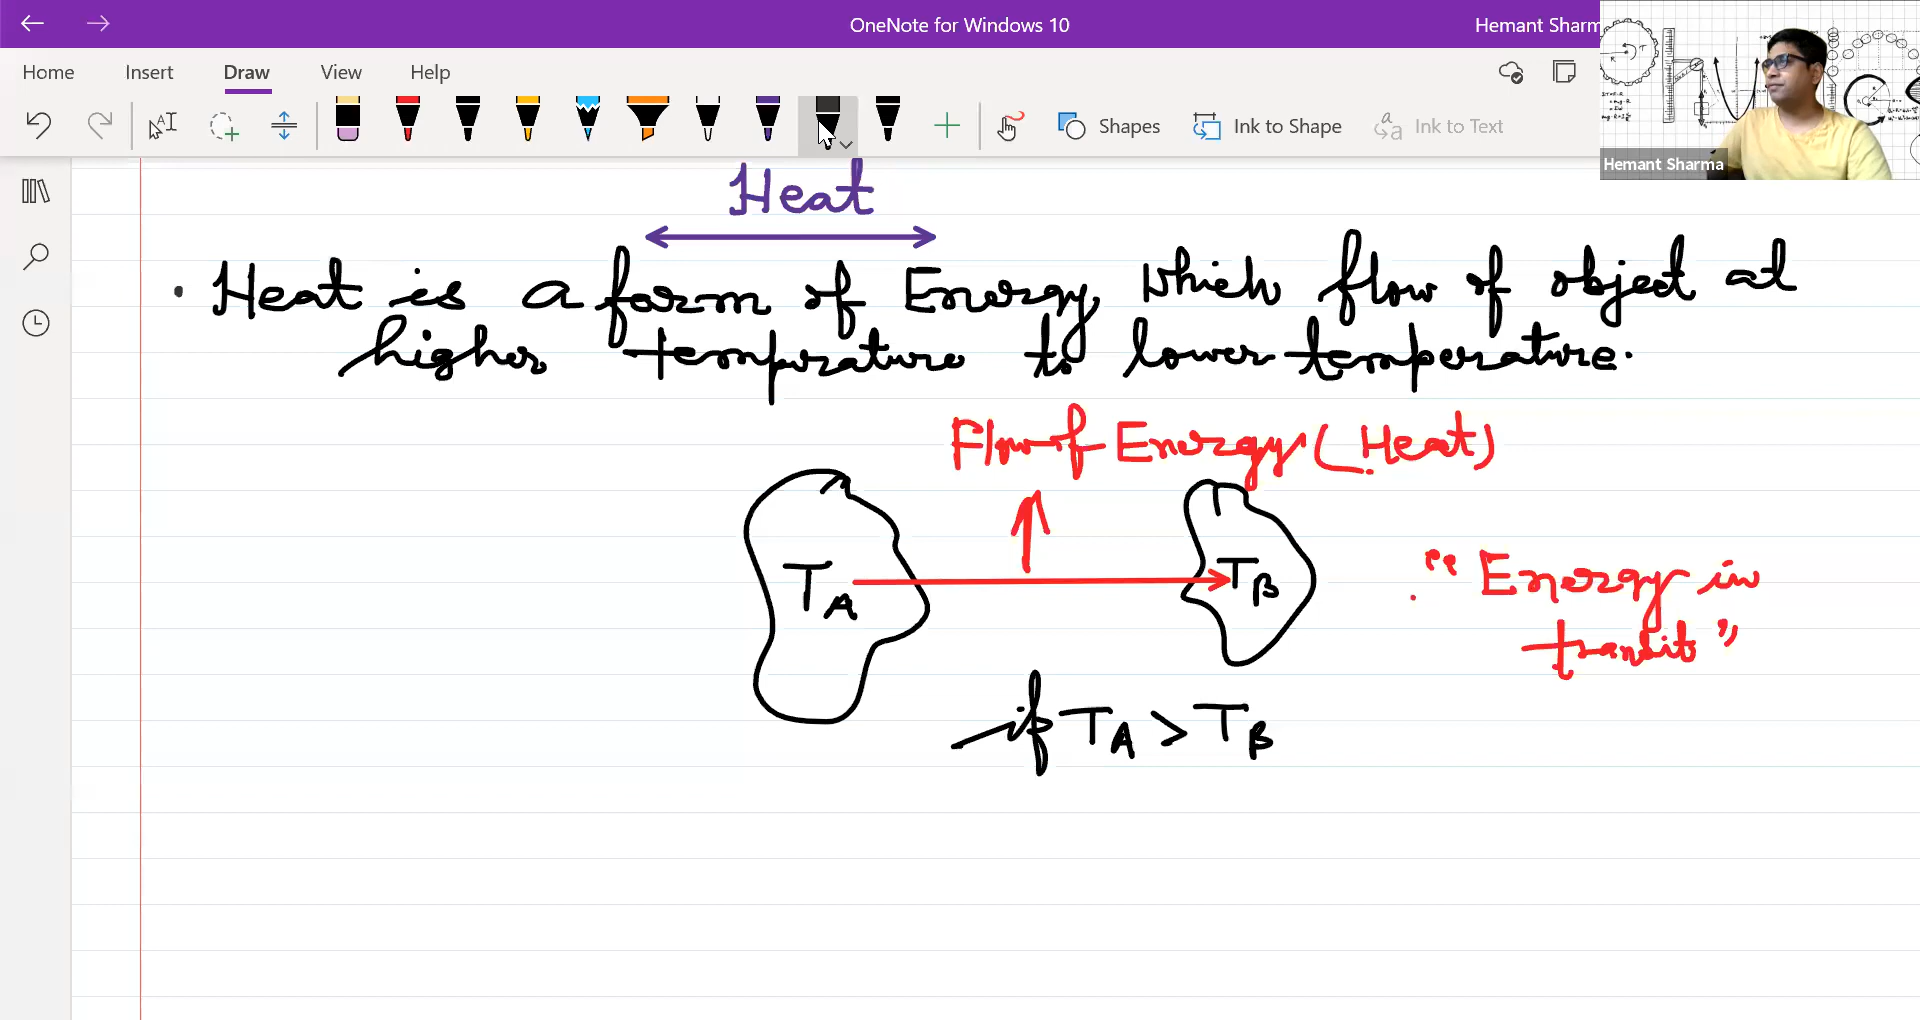 OneNote for Windows 10
Hemant Sharm
Home Insert Draw View Help
Shapes Ink to Shape Ink to Text
Hemant Sharma
Heat
• Heat is a form of Energy, which flow of object at
higher temperature to lower temperature.
Flow of Energy (Heat)
TA
TB
"Energy in
transit"
if TA > TB